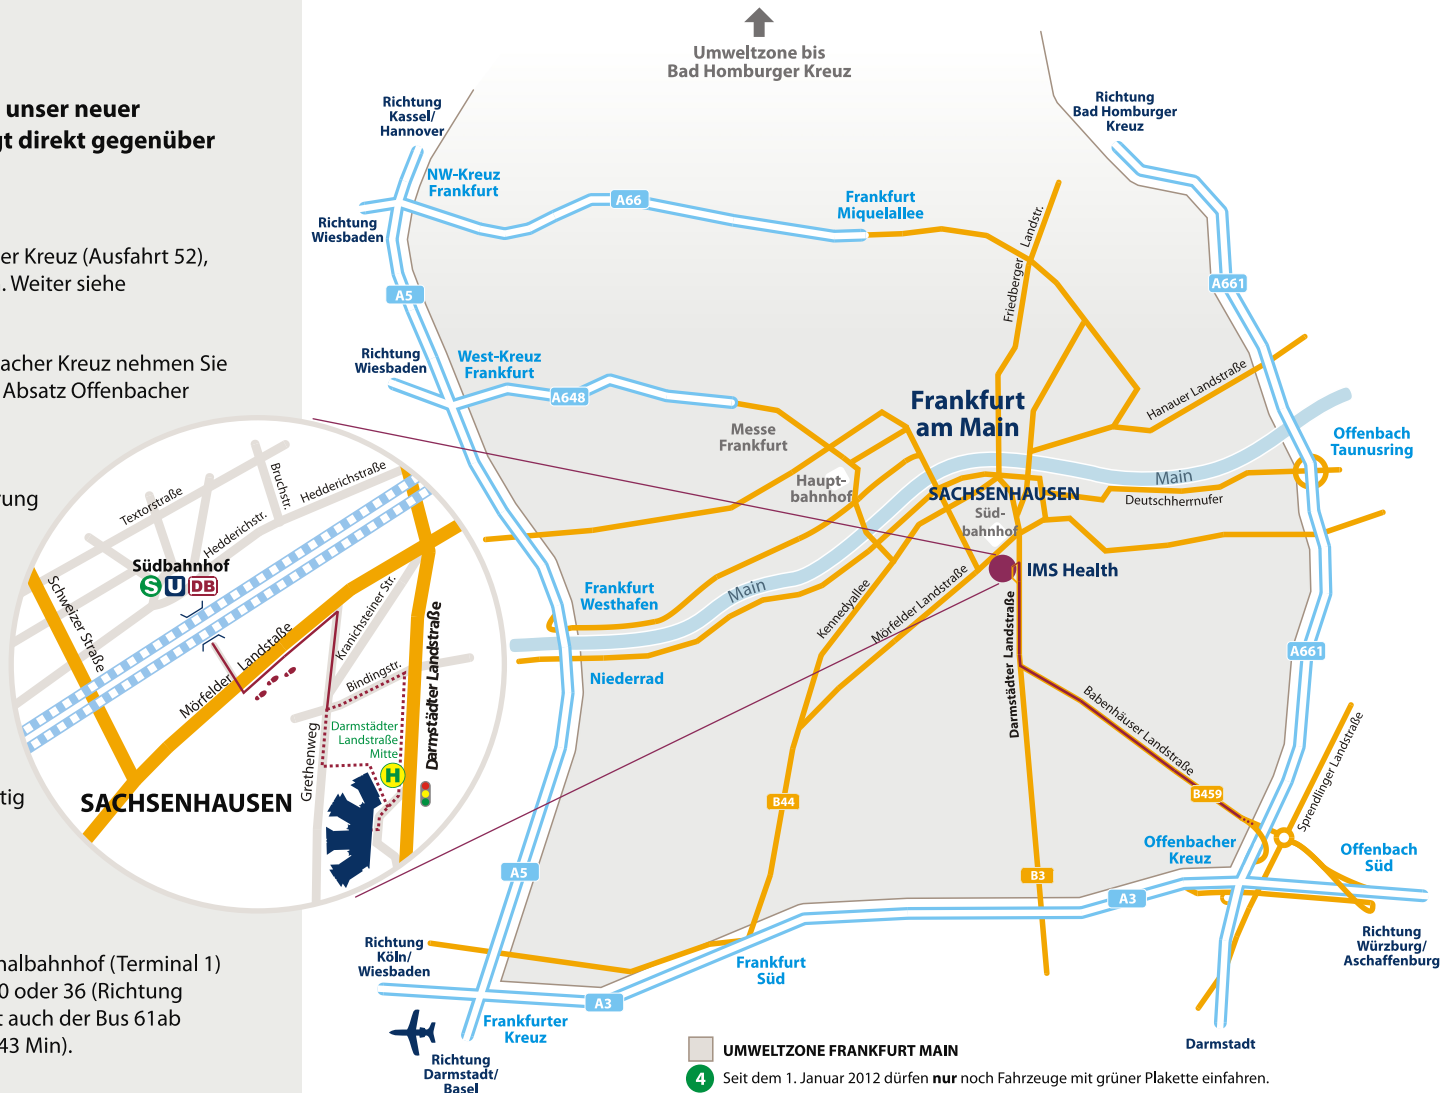 unser neuer
gt direkt gegenüber
er Kreuz (Ausfahrt 52),
. Weiter siehe
acher Kreuz nehmen Sie
Absatz Offenbacher
rung
tig
nalbahnhof (Terminal 1)
0 oder 36 (Richtung
t auch der Bus 61ab
43 Min).
Textorstraße
Bruchstr.
Hedderichstraße
Hedderichstr.
Südbahnhof
S U DB
Schweizer Straße
Mörfelder Landstaße
Kranichsteiner Str.
Bindingstr.
Darmstädter Landstraße
Darmstädter
Landstraße
Mitte
H
Grethenweg
SACHSENHAUSEN
Umweltzone bis
Bad Homburger Kreuz
Richtung
Kassel/
Hannover
Richtung
Bad Homburger
Kreuz
NW-Kreuz
Frankfurt
A66
Frankfurt
Miquelallee
Richtung
Wiesbaden
Friedberger Landstr.
A5
A661
Richtung
Wiesbaden
West-Kreuz
Frankfurt
A648
Hanauer Landstraße
Frankfurt
am Main
Messe
Frankfurt
Offenbach
Taunusring
Main
Haupt-
bahnhof
SACHSENHAUSEN
Deutschherrnufer
Süd-
bahnhof
IMS Health
Frankfurt
Westhafen
Main
Kennedyallee
Mörfelder Landstraße
Darmstädter Landstraße
Niederrad
A661
Babenhäuser Landstraße
B459
Sprendlinger Landstraße
B44
Offenbacher
Kreuz
Offenbach
Süd
A5
B3
A3
Richtung
Köln/
Wiesbaden
Frankfurt
Süd
Richtung
Würzburg/
Aschaffenburg
A3
Frankfurter
Kreuz
Richtung
Darmstadt/
Basel
Darmstadt
UMWELTZONE FRANKFURT MAIN
4 Seit dem 1. Januar 2012 dürfen nur noch Fahrzeuge mit grüner Plakette einfahren.